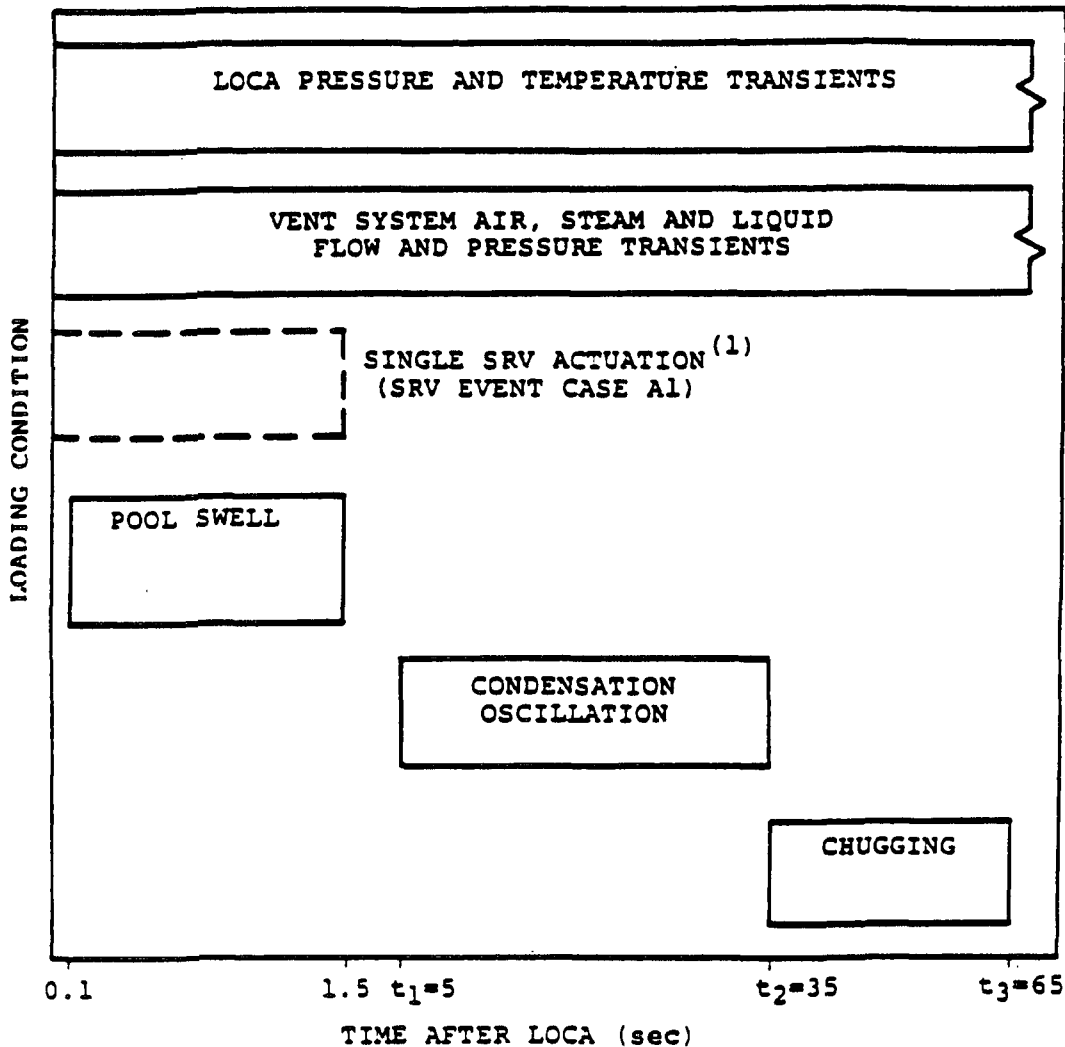 LOCA PRESSURE AND TEMPERATURE TRANSIENTS
VENT SYSTEM AIR, STEAM AND LIQUID
FLOW AND PRESSURE TRANSIENTS
SINGLE SRV ACTUATION(1)
(SRV EVENT CASE A1)
LOADING CONDITION
POOL SWELL
CONDENSATION
OSCILLATION
CHUGGING
0.1 1.5 t1=5 t2=35 t3=65
TIME AFTER LOCA (sec)